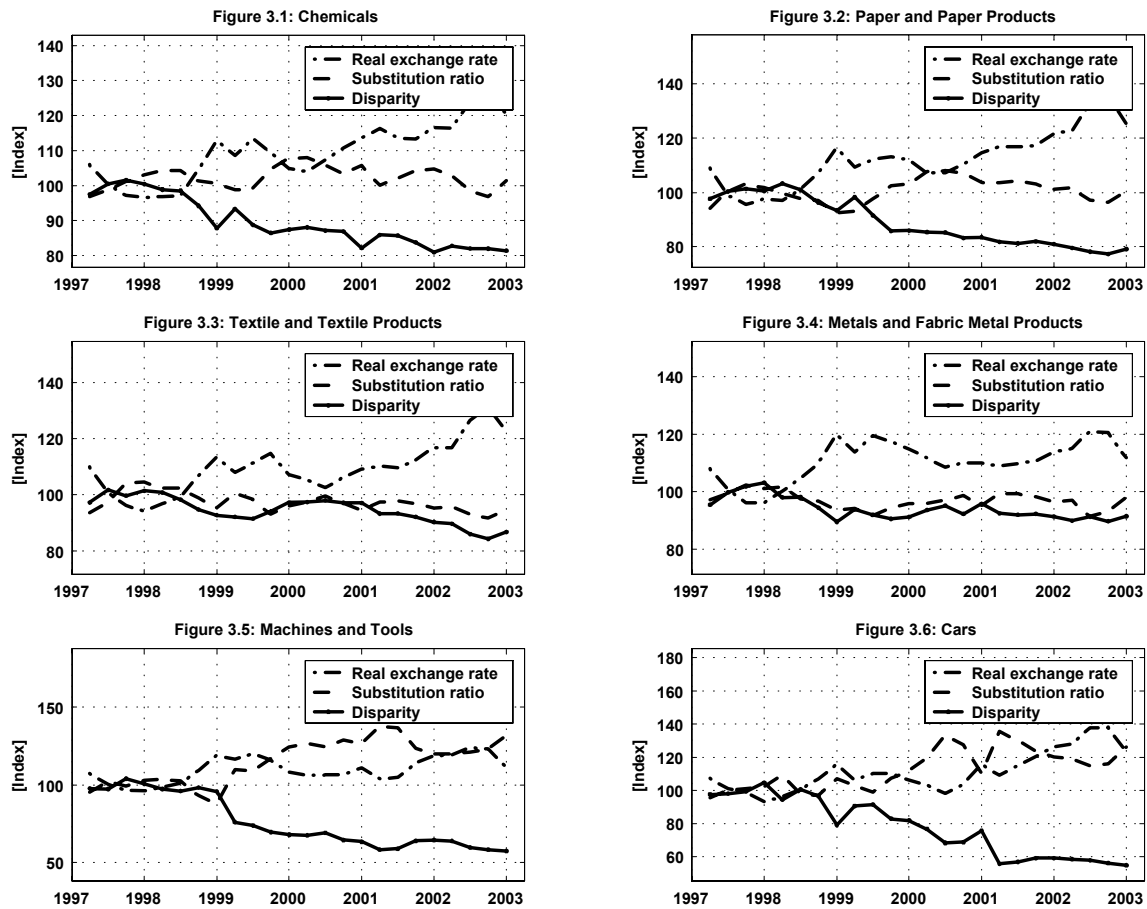 Figure 3.1: Chemicals
140
130
120
110
100
90
80
[Index]
Real exchange rate
Substitution ratio
Disparity
1997 1998 1999 2000 2001 2002 2003
Figure 3.2: Paper and Paper Products
140
120
100
80
[Index]
Real exchange rate
Substitution ratio
Disparity
1997 1998 1999 2000 2001 2002 2003
Figure 3.3: Textile and Textile Products
140
120
100
80
[Index]
Real exchange rate
Substitution ratio
Disparity
1997 1998 1999 2000 2001 2002 2003
Figure 3.4: Metals and Fabric Metal Products
140
120
100
80
[Index]
Real exchange rate
Substitution ratio
Disparity
1997 1998 1999 2000 2001 2002 2003
Figure 3.5: Machines and Tools
150
100
50
[Index]
Real exchange rate
Substitution ratio
Disparity
1997 1998 1999 2000 2001 2002 2003
Figure 3.6: Cars
180
160
140
120
100
80
60
[Index]
Real exchange rate
Substitution ratio
Disparity
1997 1998 1999 2000 2001 2002 2003